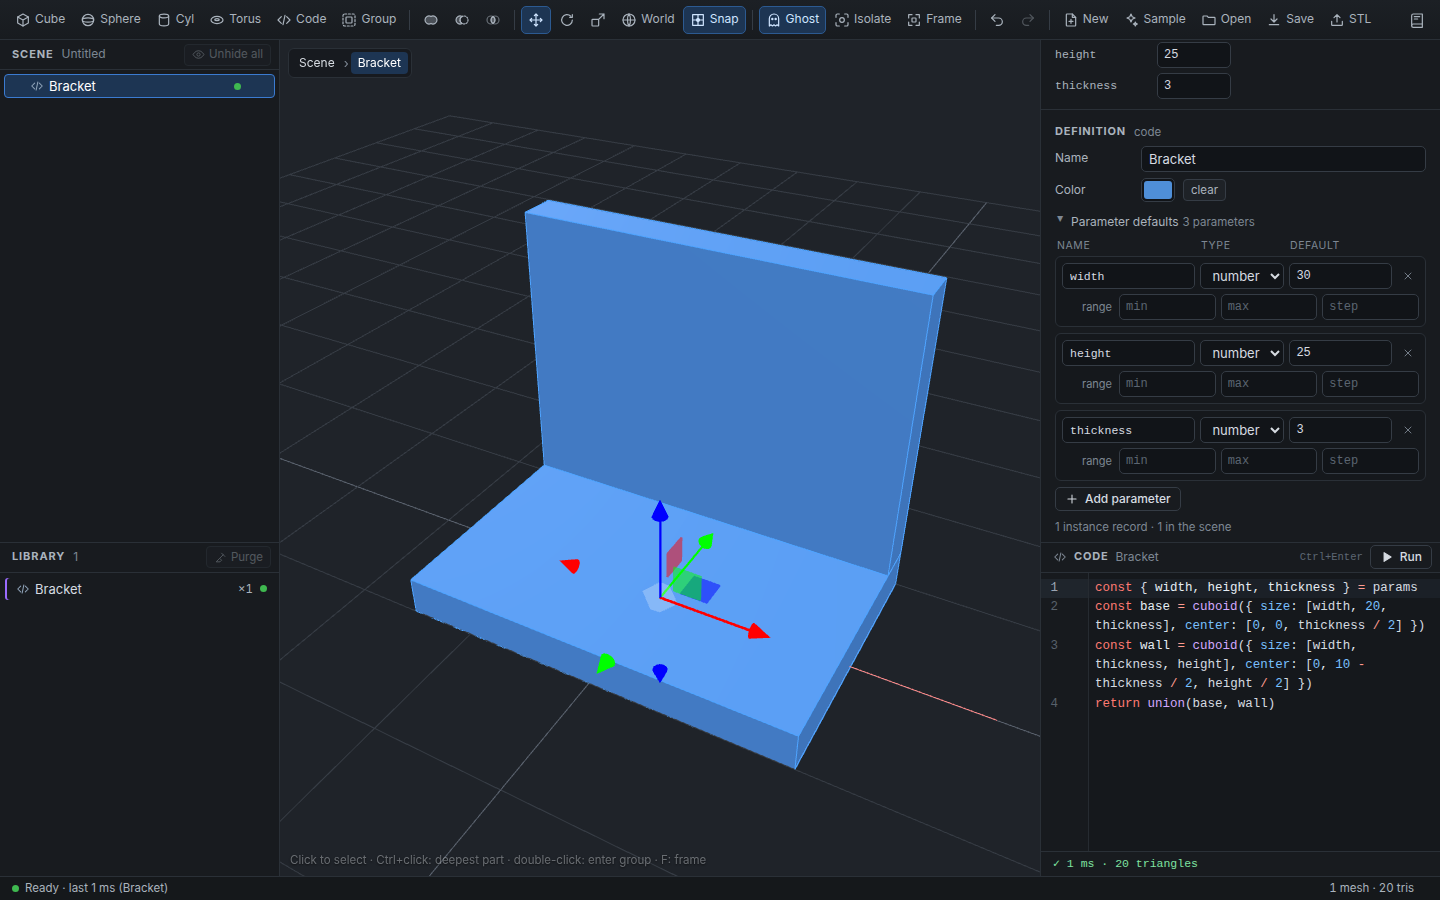 Cube Sphere Cyl Torus Code Group World Snap Ghost Isolate Frame New Sample Open Save STL
SCENE Untitled Unhide all
Bracket
LIBRARY 1 Purge
Bracket ×1
Scene › Bracket
Click to select · Ctrl+click: deepest part · double-click: enter group · F: frame
height 25
thickness 3
DEFINITION code
Name Bracket
Color clear
Parameter defaults 3 parameters
NAME TYPE DEFAULT
width number 30 ×
range min max step
height number 25 ×
range min max step
thickness number 3 ×
range min max step
+ Add parameter
1 instance record · 1 in the scene
CODE Bracket Ctrl+Enter Run
1 const { width, height, thickness } = params
2 const base = cuboid({ size: [width, 20,
thickness], center: [0, 0, thickness / 2] })
3 const wall = cuboid({ size: [width,
thickness, height], center: [0, 10 -
thickness / 2, height / 2] })
4 return union(base, wall)
✓ 1 ms · 20 triangles
Ready · last 1 ms (Bracket) 1 mesh · 20 tris